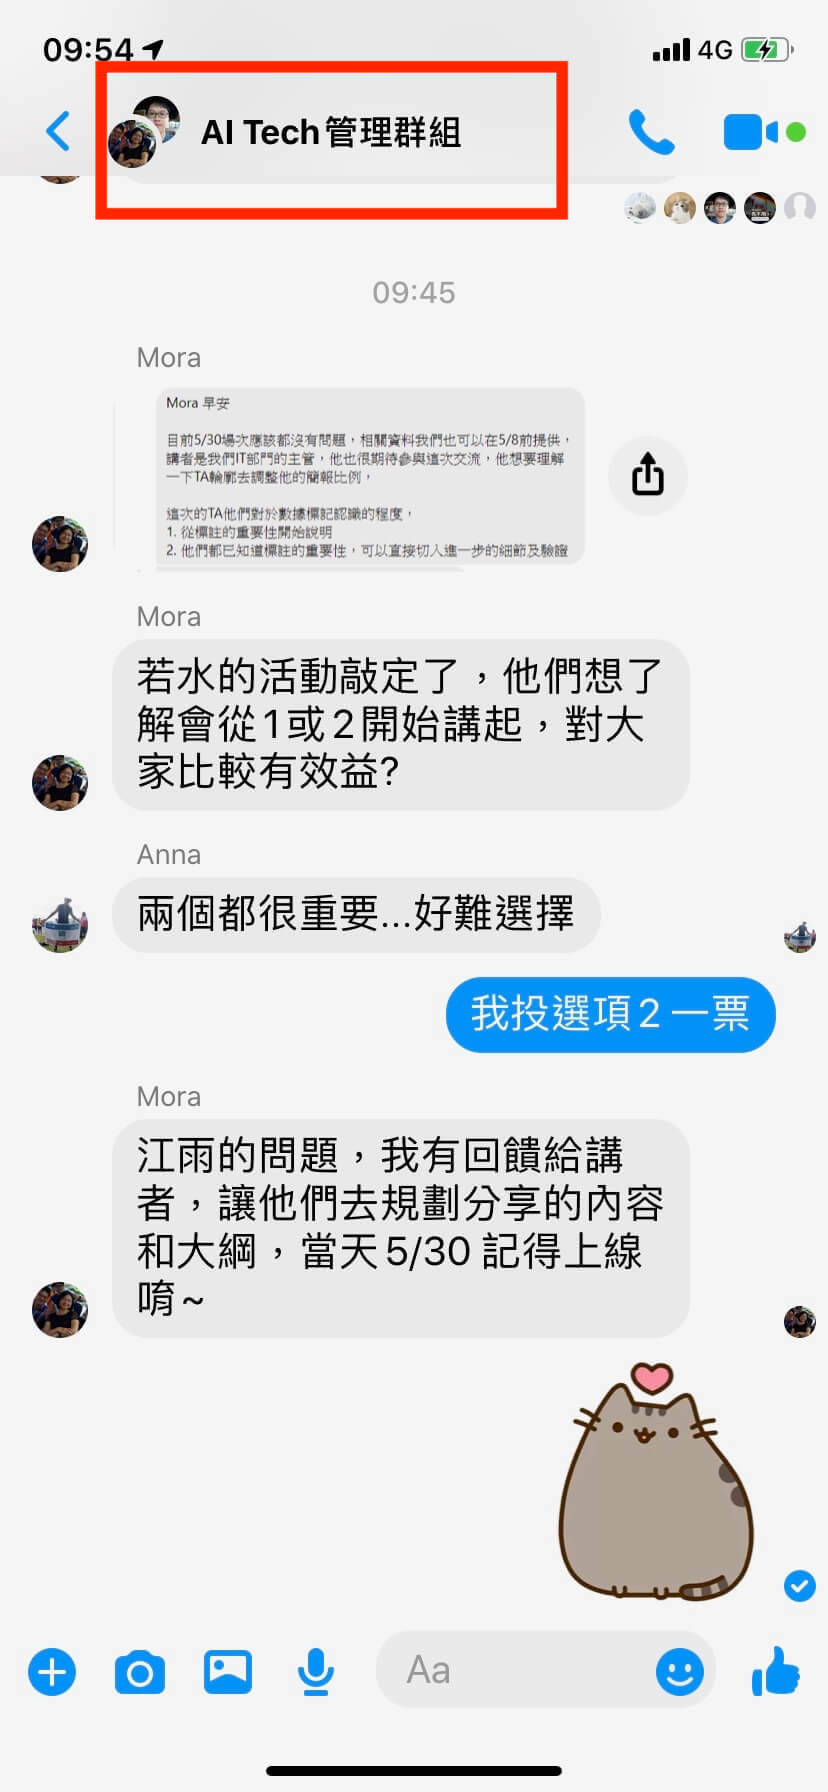 09:54
4G
AI Tech管理群組
09:45
Mora
Mora 早安
目前5/30場次應該都沒有問題，相關資料我們也可以在5/8前提供，
講者是我們IT部門的主管，他也很期待參與這次交流，他想要理解
一下TA輪廓去調整他的簡報比例，
這次的TA他們對於數據標記認識的程度，
1. 從標註的重要性開始說明
2. 他們都已知道標註的重要性，可以直接切入進一步的細節及驗證
Mora
若水的活動敲定了，他們想了
解會從1或2開始講起，對大
家比較有效益?
Anna
兩個都很重要...好難選擇
我投選項2 一票
Mora
江雨的問題，我有回饋給講
者，讓他們去規劃分享的內容
和大綱，當天5/30 記得上線
唷~
Aa